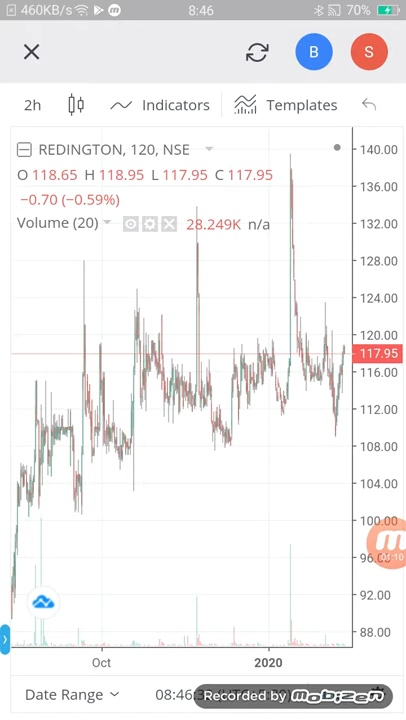 460KB/s 8:46 70%
B S
2h Indicators Templates
REDINGTON, 120, NSE
O 118.65 H 118.95 L 117.95 C 117.95
−0.70 (−0.59%)
Volume (20) 28.249K n/a
140.00
136.00
132.00
128.00
124.00
120.00
117.95
116.00
112.00
108.00
104.00
100.00
96.00
92.00
88.00
Oct 2020
Date Range 08:46:
Recorded by MOBIZEN